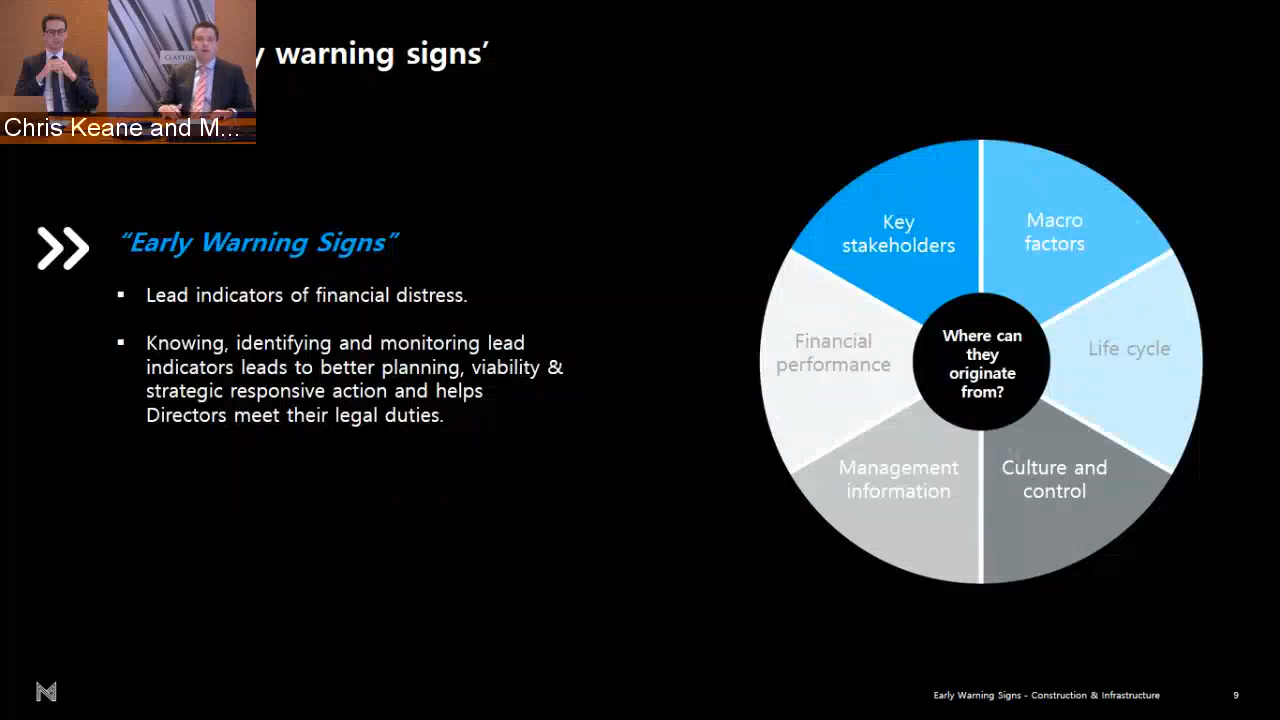 y warning signs’
Chris Keane and M...
“Early Warning Signs”
Lead indicators of financial distress.
Knowing, identifying and monitoring lead
indicators leads to better planning, viability &
strategic responsive action and helps
Directors meet their legal duties.
Key
stakeholders
Macro
factors
Life cycle
Culture and
control
Management
information
Financial
performance
Where can
they
originate
from?
Early Warning Signs - Construction & Infrastructure
9